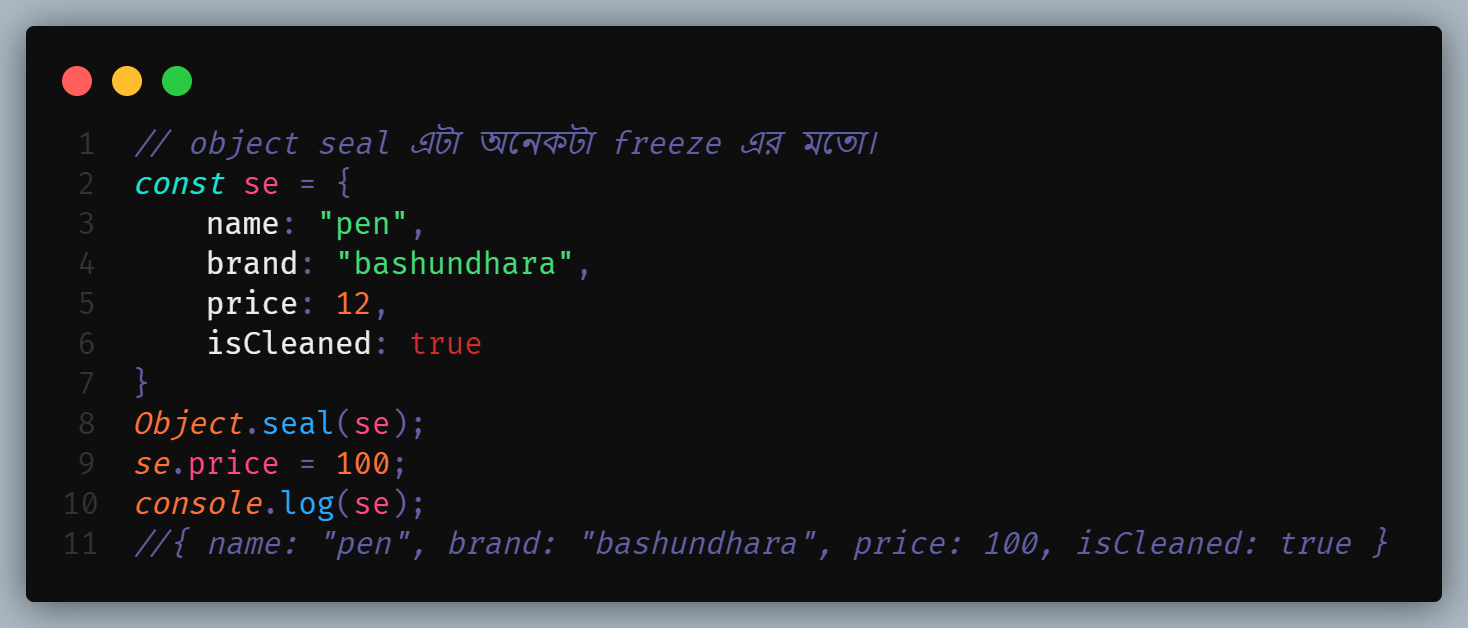 1 // object seal এটা অনেকটা freeze এর মতো।
2 const se = {
3     name: "pen",
4     brand: "bashundhara",
5     price: 12,
6     isCleaned: true
7 }
8 Object.seal(se);
9 se.price = 100;
10 console.log(se);
11 //{ name: "pen", brand: "bashundhara", price: 100, isCleaned: true }